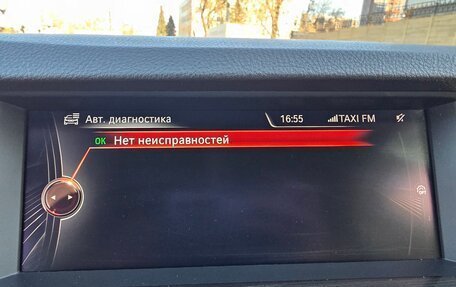 Авт. диагностика
16:55
TAXI FM
OK Нет неисправностей